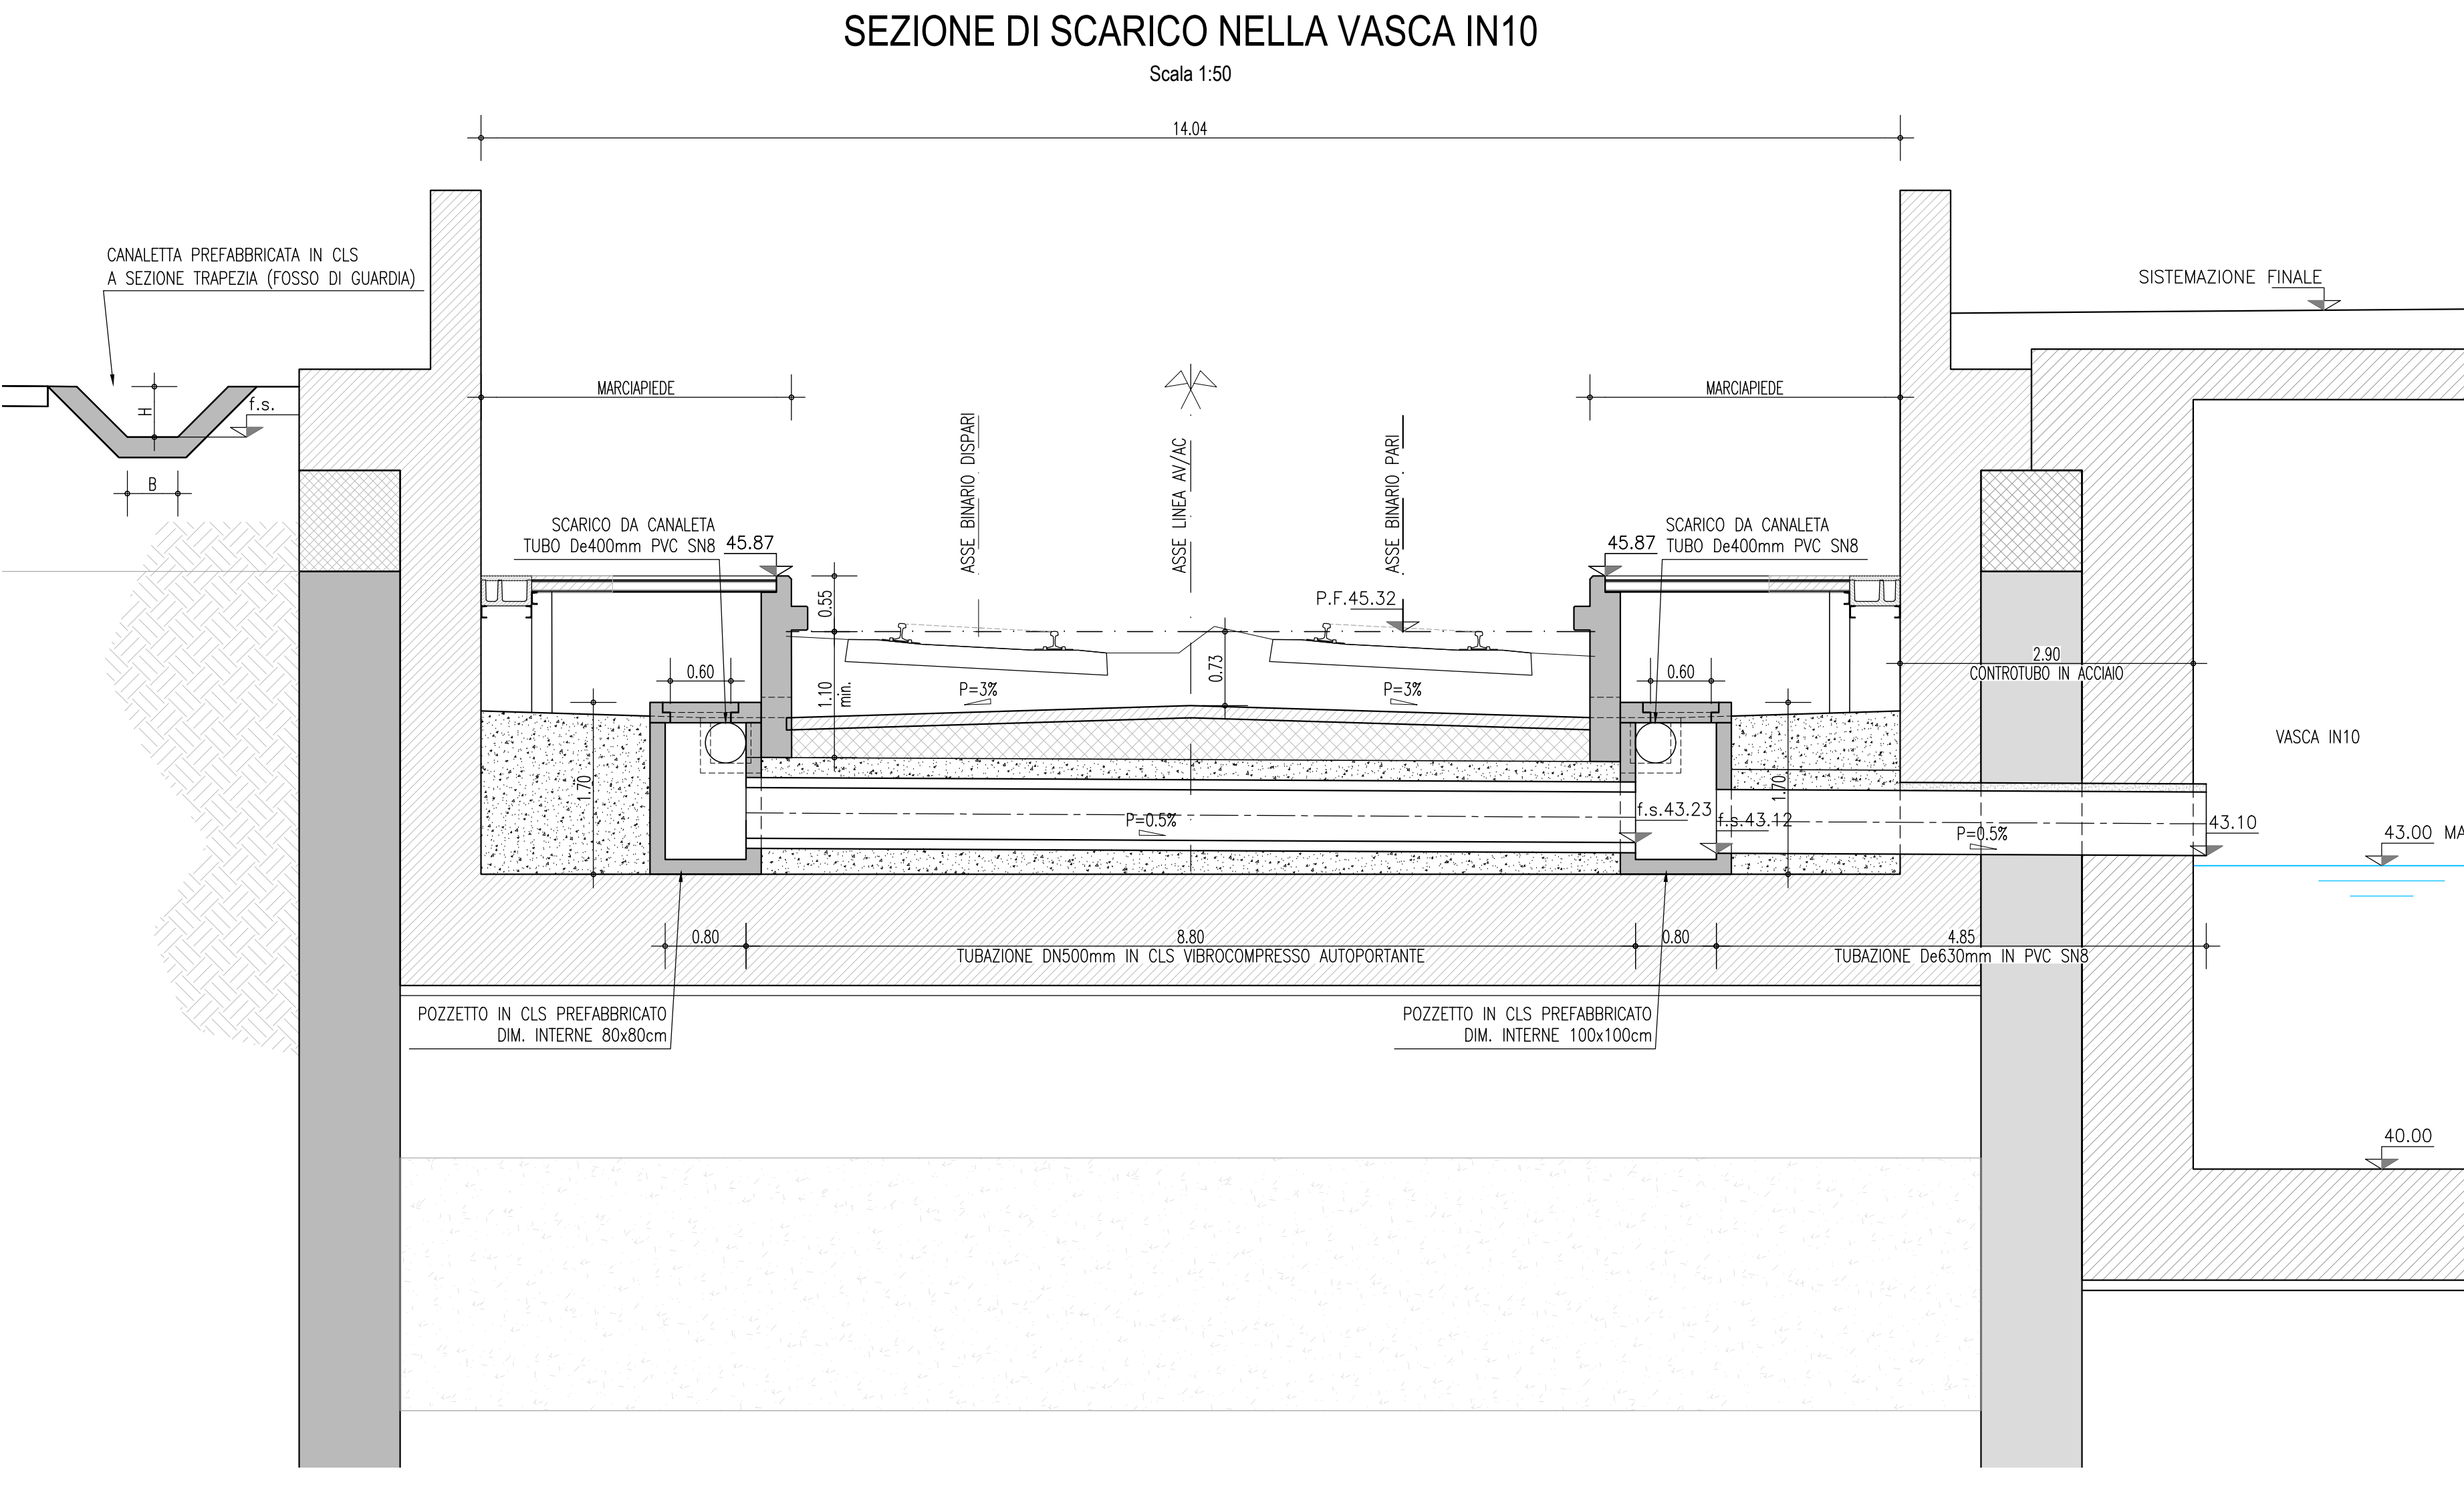 SEZIONE DI SCARICO NELLA VASCA IN10
Scala 1:50
14.04
CANALETTA PREFABBRICATA IN CLS
A SEZIONE TRAPEZIA (FOSSO DI GUARDIA)
SISTEMAZIONE FINALE
MARCIAPIEDE
MARCIAPIEDE
H
f.s.
B
ASSE BINARIO DISPARI
ASSE LINEA AV/AC
ASSE BINARIO PARI
SCARICO DA CANALETA
TUBO De400mm PVC SN8
45.87
45.87
SCARICO DA CANALETA
TUBO De400mm PVC SN8
0.55
P.F.45.32
0.60
1.10
min.
P=3%
0.73
P=3%
0.60
2.90
CONTROTUBO IN ACCIAIO
VASCA IN10
1.70
1.70
P=0.5%
f.s.43.23
f.s.43.12
P=0.5%
43.10
43.00 MA
0.80
8.80
TUBAZIONE DN500mm IN CLS VIBROCOMPRESSO AUTOPORTANTE
0.80
4.85
TUBAZIONE De630mm IN PVC SN8
POZZETTO IN CLS PREFABBRICATO
DIM. INTERNE 80x80cm
POZZETTO IN CLS PREFABBRICATO
DIM. INTERNE 100x100cm
40.00